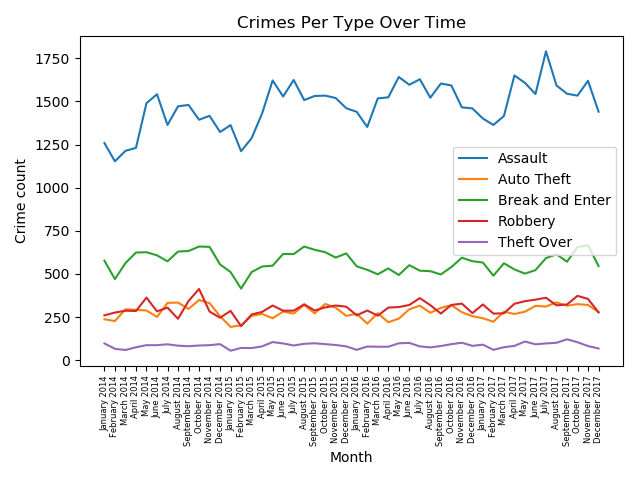 Crimes Per Type Over Time
1750
1500
1250
1000
750
500
250
0
Crime count
Assault
Auto Theft
Break and Enter
Robbery
Theft Over
January 2014
February 2014
March 2014
April 2014
May 2014
June 2014
July 2014
August 2014
September 2014
October 2014
November 2014
December 2014
January 2015
February 2015
March 2015
April 2015
May 2015
June 2015
July 2015
August 2015
September 2015
October 2015
November 2015
December 2015
January 2016
February 2016
March 2016
April 2016
May 2016
June 2016
July 2016
August 2016
September 2016
October 2016
November 2016
December 2016
January 2017
February 2017
March 2017
April 2017
May 2017
June 2017
July 2017
August 2017
September 2017
October 2017
November 2017
December 2017
Month